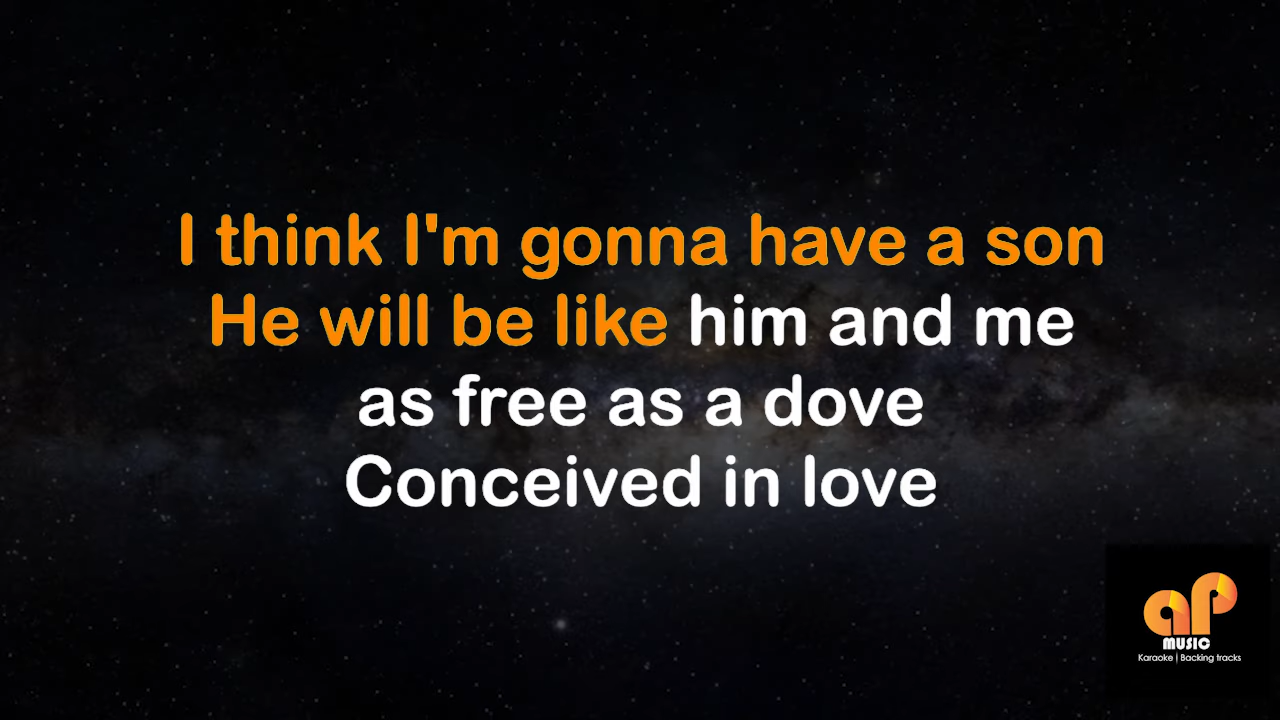 I think I'm gonna have a son
He will be like him and me
as free as a dove
Conceived in love
ap
MUSIC
Karaoke | Backing tracks